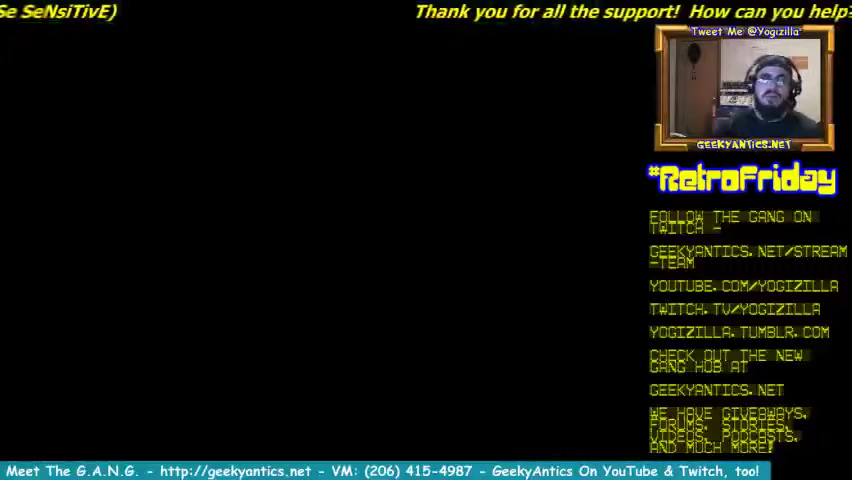 Se SeNSiTivE)
Thank you for all the support!  How can you help?
Tweet Me @Yogizilla
GEEKYANTiCS.NET
#RetroFriday
FOLLOW THE GANG ON
TWITCH -
GEEKYANTICS.NET/STREAM
-TEAM
YOUTUBE.COM/YOGIZILLA
TWITCH.TV/YOGIZILLA
YOGIZILLA.TUMBLR.COM
CHECK OUT THE NEW
GANG HUB AT
GEEKYANTICS.NET
WE HAVE GIVEAWAYS,
FORUMS, STORIES,
VIDEOS, PODCASTS,
AND MUCH MORE!
Meet The G.A.N.G. - http://geekyantics.net - VM: (206) 415-4987 - GeekyAntics On YouTube & Twitch, too!